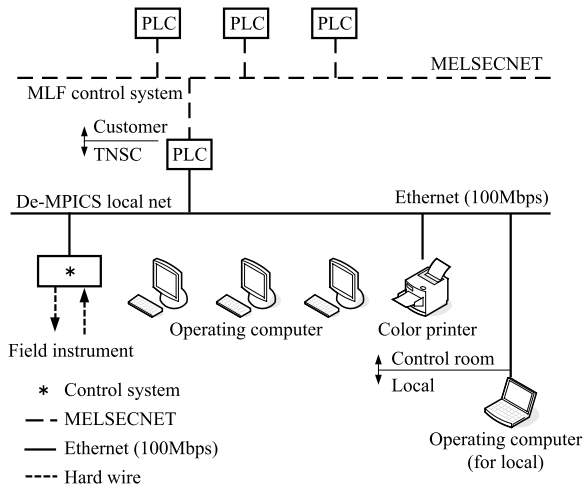 PLC
PLC
PLC
MELSECNET
MLF control system
Customer
TNSC
PLC
De-MPICS local net
Ethernet (100Mbps)
*
Operating computer
Color printer
Field instrument
Control room
Local
* Control system
MELSECNET
Ethernet (100Mbps)
Hard wire
Operating computer
(for local)